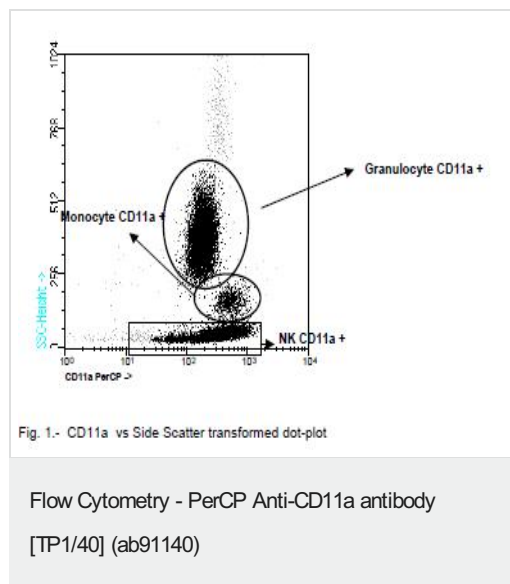 1024
768
512
256
SSC-Height ->
Granulocyte CD11a +
Monocyte CD11a +
NK CD11a +
10⁰ 10¹ 10² 10³ 10⁴
CD11a PerCP ->
Fig. 1.- CD11a vs Side Scatter transformed dot-plot
Flow Cytometry - PerCP Anti-CD11a antibody
[TP1/40] (ab91140)